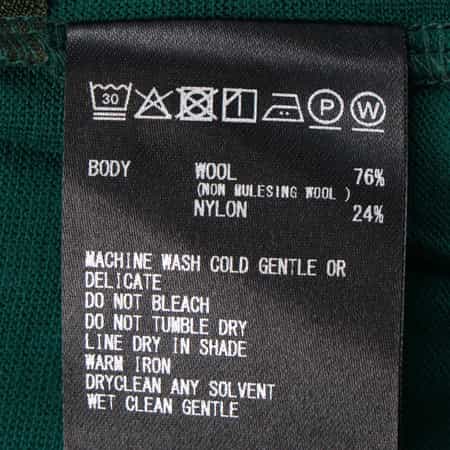 30 P W
BODY WOOL 76%
(NON MULESING WOOL )
NYLON 24%
MACHINE WASH COLD GENTLE OR
DELICATE
DO NOT BLEACH
DO NOT TUMBLE DRY
LINE DRY IN SHADE
WARM IRON
DRYCLEAN ANY SOLVENT
WET CLEAN GENTLE